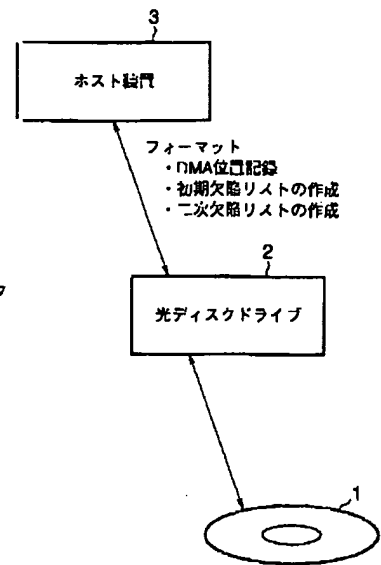 3
ホスト装置
フォーマット
・DMA位置記録
・初期欠陥リストの作成
・二次欠陥リストの作成
2
光ディスクドライブ
1